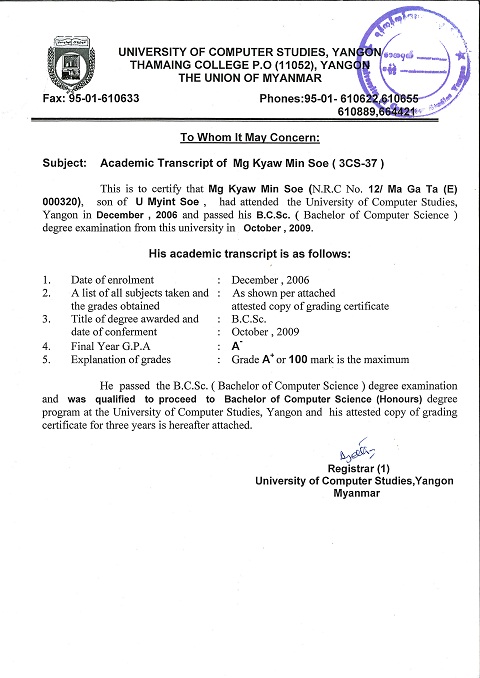 UNIVERSITY OF COMPUTER STUDIES, YANGON
THAMAING COLLEGE P.O (11052), YANGON
THE UNION OF MYANMAR
Fax: 95-01-610633 Phones:95-01- 610622,610655
610889,664421
To Whom It May Concern:
Subject: Academic Transcript of Mg Kyaw Min Soe ( 3CS-37 )
This is to certify that Mg Kyaw Min Soe (N.R.C No. 12/ Ma Ga Ta (E)
000320), son of U Myint Soe , had attended the University of Computer Studies,
Yangon in December , 2006 and passed his B.C.Sc. ( Bachelor of Computer Science )
degree examination from this university in October , 2009.
His academic transcript is as follows:
1. Date of enrolment : December , 2006
2. A list of all subjects taken and : As shown per attached
the grades obtained attested copy of grading certificate
3. Title of degree awarded and : B.C.Sc.
date of conferment : October , 2009
4. Final Year G.P.A : A-
5. Explanation of grades : Grade A+ or 100 mark is the maximum
He passed the B.C.Sc. ( Bachelor of Computer Science ) degree examination
and was qualified to proceed to Bachelor of Computer Science (Honours) degree
program at the University of Computer Studies, Yangon and his attested copy of grading
certificate for three years is hereafter attached.
Registrar (1)
University of Computer Studies,Yangon
Myanmar